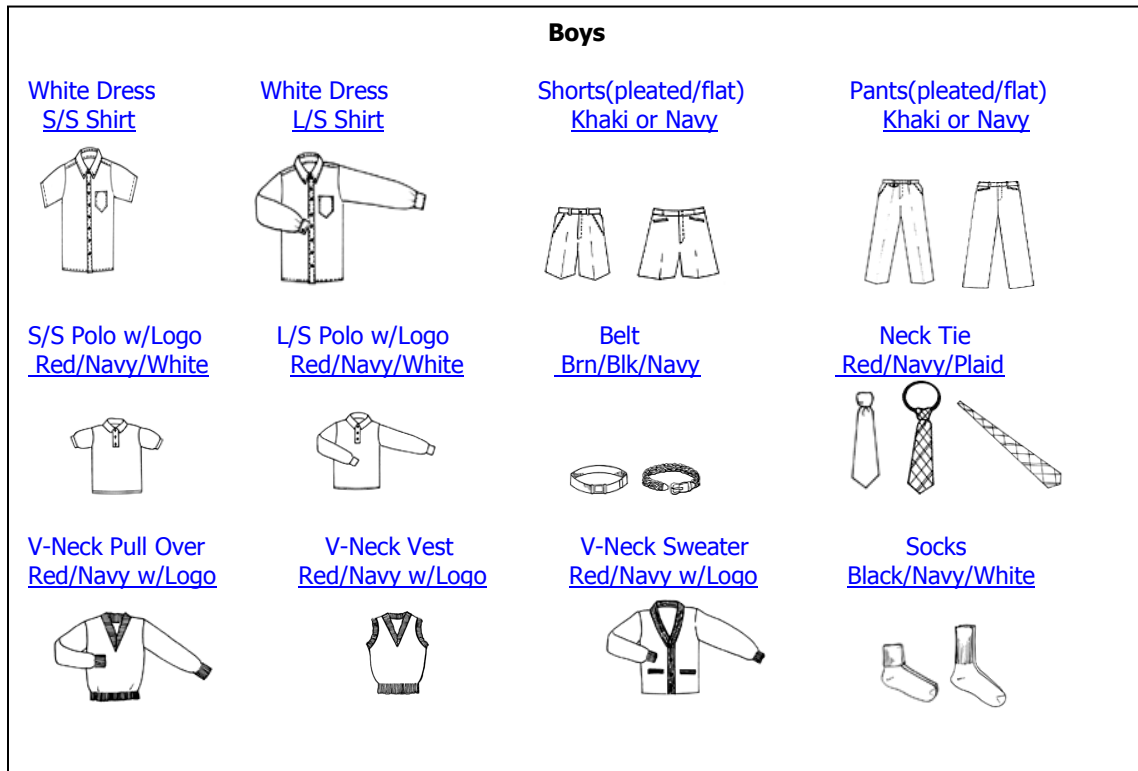 Boys
White Dress
S/S Shirt
White Dress
L/S Shirt
Shorts(pleated/flat)
Khaki or Navy
Pants(pleated/flat)
Khaki or Navy
S/S Polo w/Logo
Red/Navy/White
L/S Polo w/Logo
Red/Navy/White
Belt
Brn/Blk/Navy
Neck Tie
Red/Navy/Plaid
V-Neck Pull Over
Red/Navy w/Logo
V-Neck Vest
Red/Navy w/Logo
V-Neck Sweater
Red/Navy w/Logo
Socks
Black/Navy/White